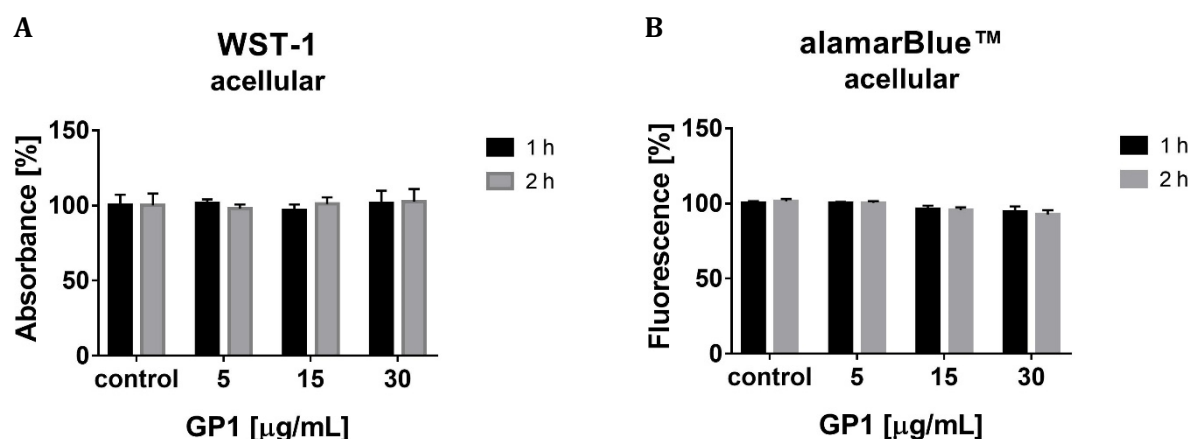 A
WST-1
acellular
Absorbance [%]
150
100
50
0
control 5 15 30
GP1 [μg/mL]
1 h
2 h
B
alamarBlue™
acellular
Fluorescence [%]
150
100
50
0
control 5 15 30
GP1 [μg/mL]
1 h
2 h